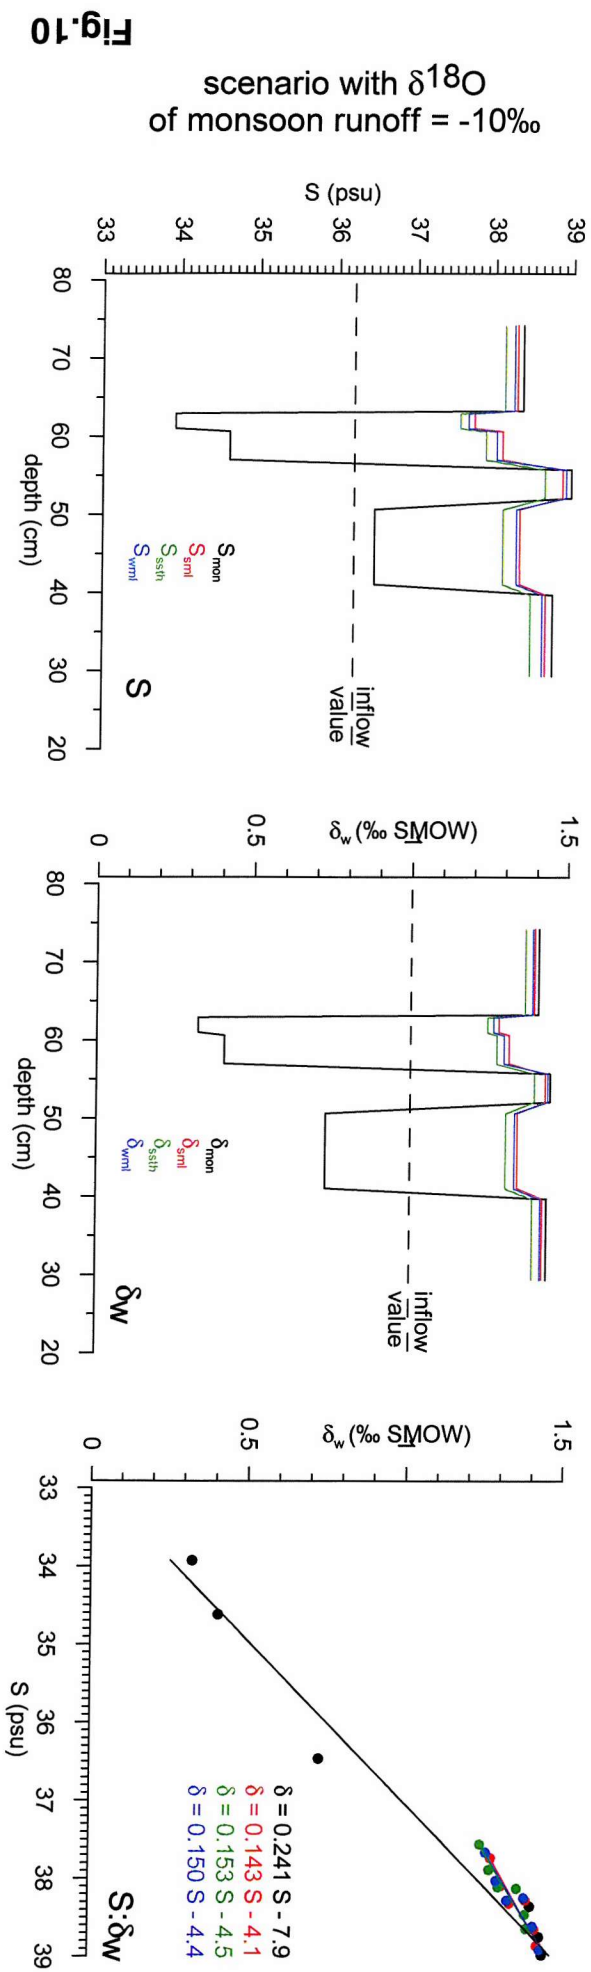 Fig.10
scenario with δ18O
of monsoon runoff = -10‰
S (psu)
39
38
37
36
35
34
33
80 70 60 50 40 30 20
depth (cm)
inflow
value
Smon
Ssml
Sssth
Swml
S
δw (‰ SMOW)
1.5
1
0.5
0
80 70 60 50 40 30 20
depth (cm)
inflow
value
δmon
δsml
δssth
δwml
δw
δw (‰ SMOW)
1.5
1
0.5
0
33 34 35 36 37 38 39
S (psu)
δ = 0.241 S - 7.9
δ = 0.143 S - 4.1
δ = 0.153 S - 4.5
δ = 0.150 S - 4.4
S:δw